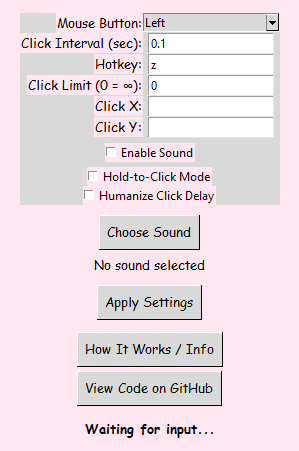 Mouse Button: Left
Click Interval (sec): 0.1
Hotkey: z
Click Limit (0 = ∞): 0
Click X:
Click Y:
Enable Sound
Hold-to-Click Mode
Humanize Click Delay
Choose Sound
No sound selected
Apply Settings
How It Works / Info
View Code on GitHub
Waiting for input...